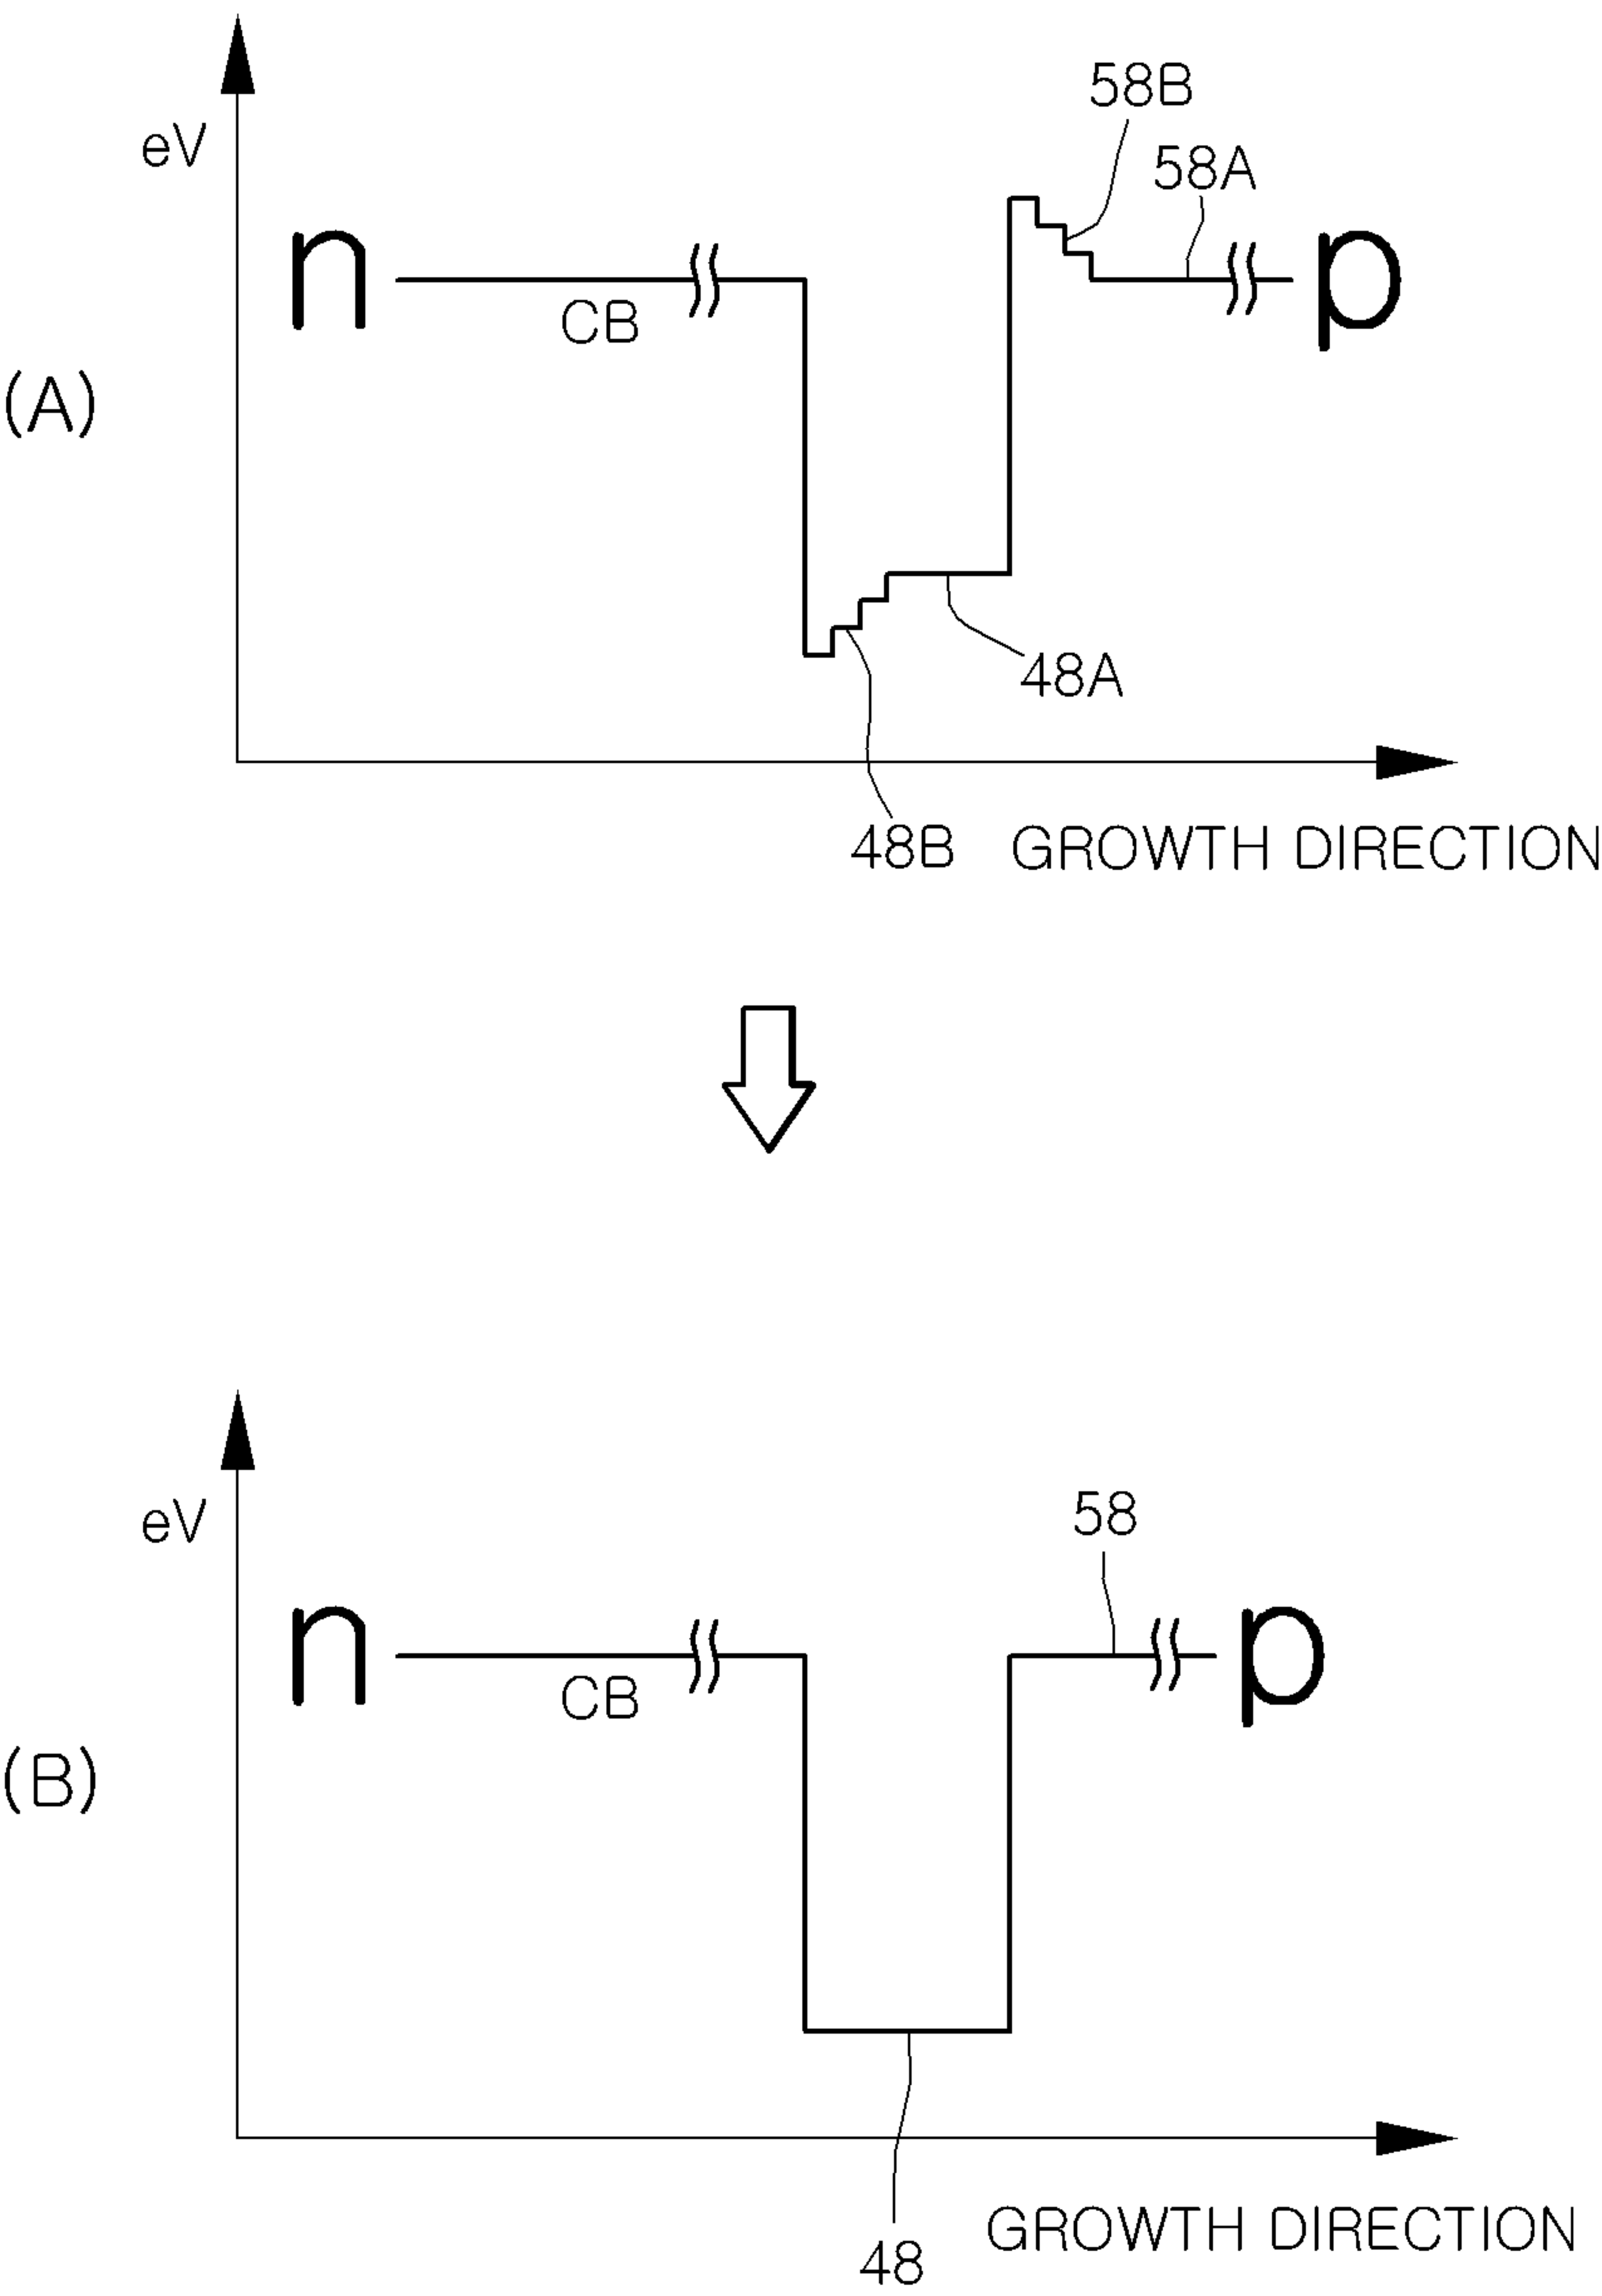 58B
eV
58A
n
p
CB
(A)
48A
48B
GROWTH DIRECTION
58
eV
n
p
CB
(B)
GROWTH DIRECTION
48